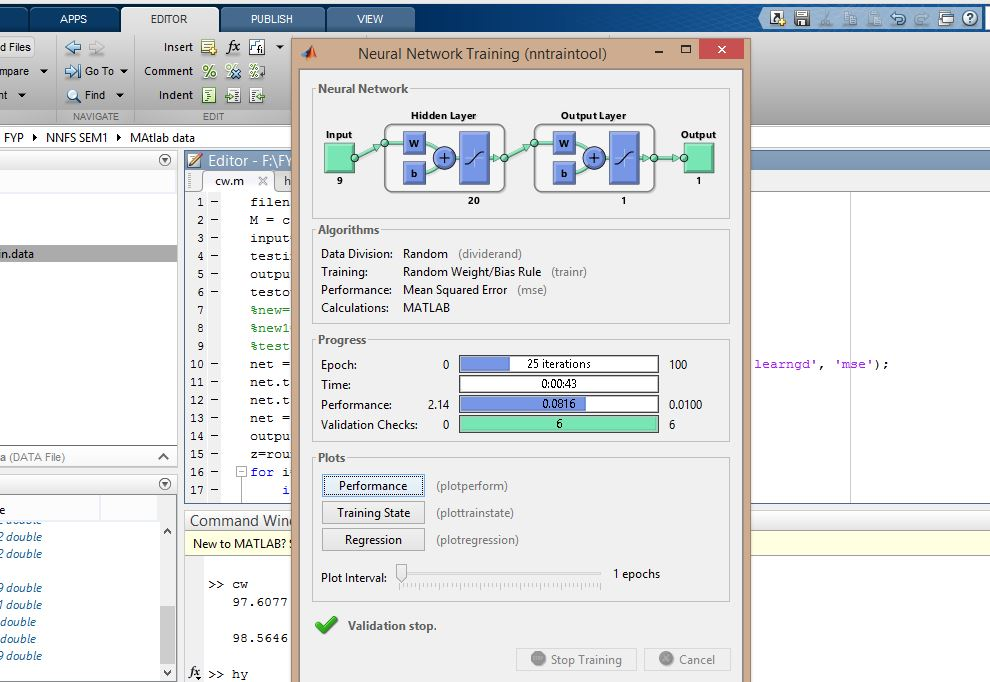 APPS
EDITOR
PUBLISH
VIEW
d Files
Insert
fx
mpare
Go To
Comment
nt
Find
Indent
NAVIGATE
EDIT
FYP
NNFS SEM1
MAtlab data
Editor - F:\FY
cw.m
h
in.data
1
filen
2
M = c
3
input
4
testi
5
outpu
6
testo
7
%new=
8
%new1
9
%test
10
net =
learngd', 'mse');
11
net.t
12
net.t
13
net =
14
outpu
15
z=rou
16
for i
17
i
a (DATA File)
e
2 double
2 double
9 double
1 double
double
double
9 double
Command Win
New to MATLAB? S
>> cw
97.6077
98.5646
fx >> hy
Neural Network Training (nntraintool)
Neural Network
Hidden Layer
Output Layer
Input
Output
W
b
W
b
9
20
1
1
Algorithms
Data Division: Random (dividerand)
Training: Random Weight/Bias Rule (trainr)
Performance: Mean Squared Error (mse)
Calculations: MATLAB
Progress
Epoch: 0 25 iterations 100
Time: 0:00:43
Performance: 2.14 0.0816 0.0100
Validation Checks: 0 6 6
Plots
Performance (plotperform)
Training State (plottrainstate)
Regression (plotregression)
Plot Interval: 1 epochs
Validation stop.
Stop Training
Cancel